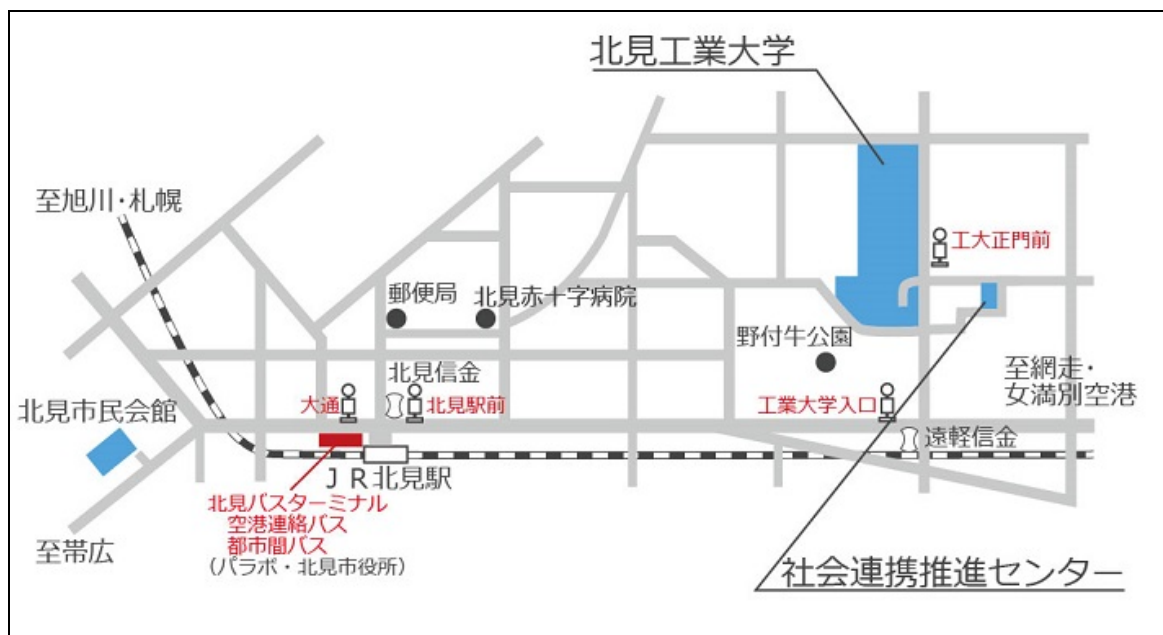 北見工業大学
至旭川・札幌
工大正門前
郵便局
北見赤十字病院
野付牛公園
北見信金
至網走・
女満別空港
大通
北見駅前
工業大学入口
北見市民会館
遠軽信金
JR北見駅
北見バスターミナル
空港連絡バス
都市間バス
(パラボ・北見市役所)
至帯広
社会連携推進センター